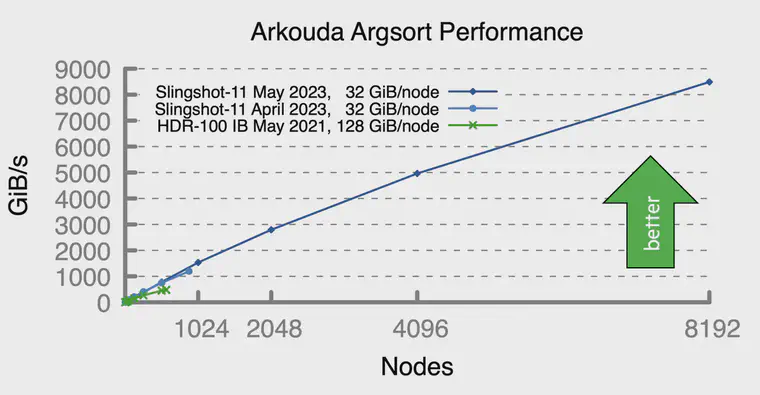 Arkouda Argsort Performance
9000
8000
7000
6000
5000
4000
3000
2000
1000
0
GiB/s
Slingshot-11 May 2023, 32 GiB/node
Slingshot-11 April 2023, 32 GiB/node
HDR-100 IB May 2021, 128 GiB/node
better
1024 2048 4096 8192
Nodes